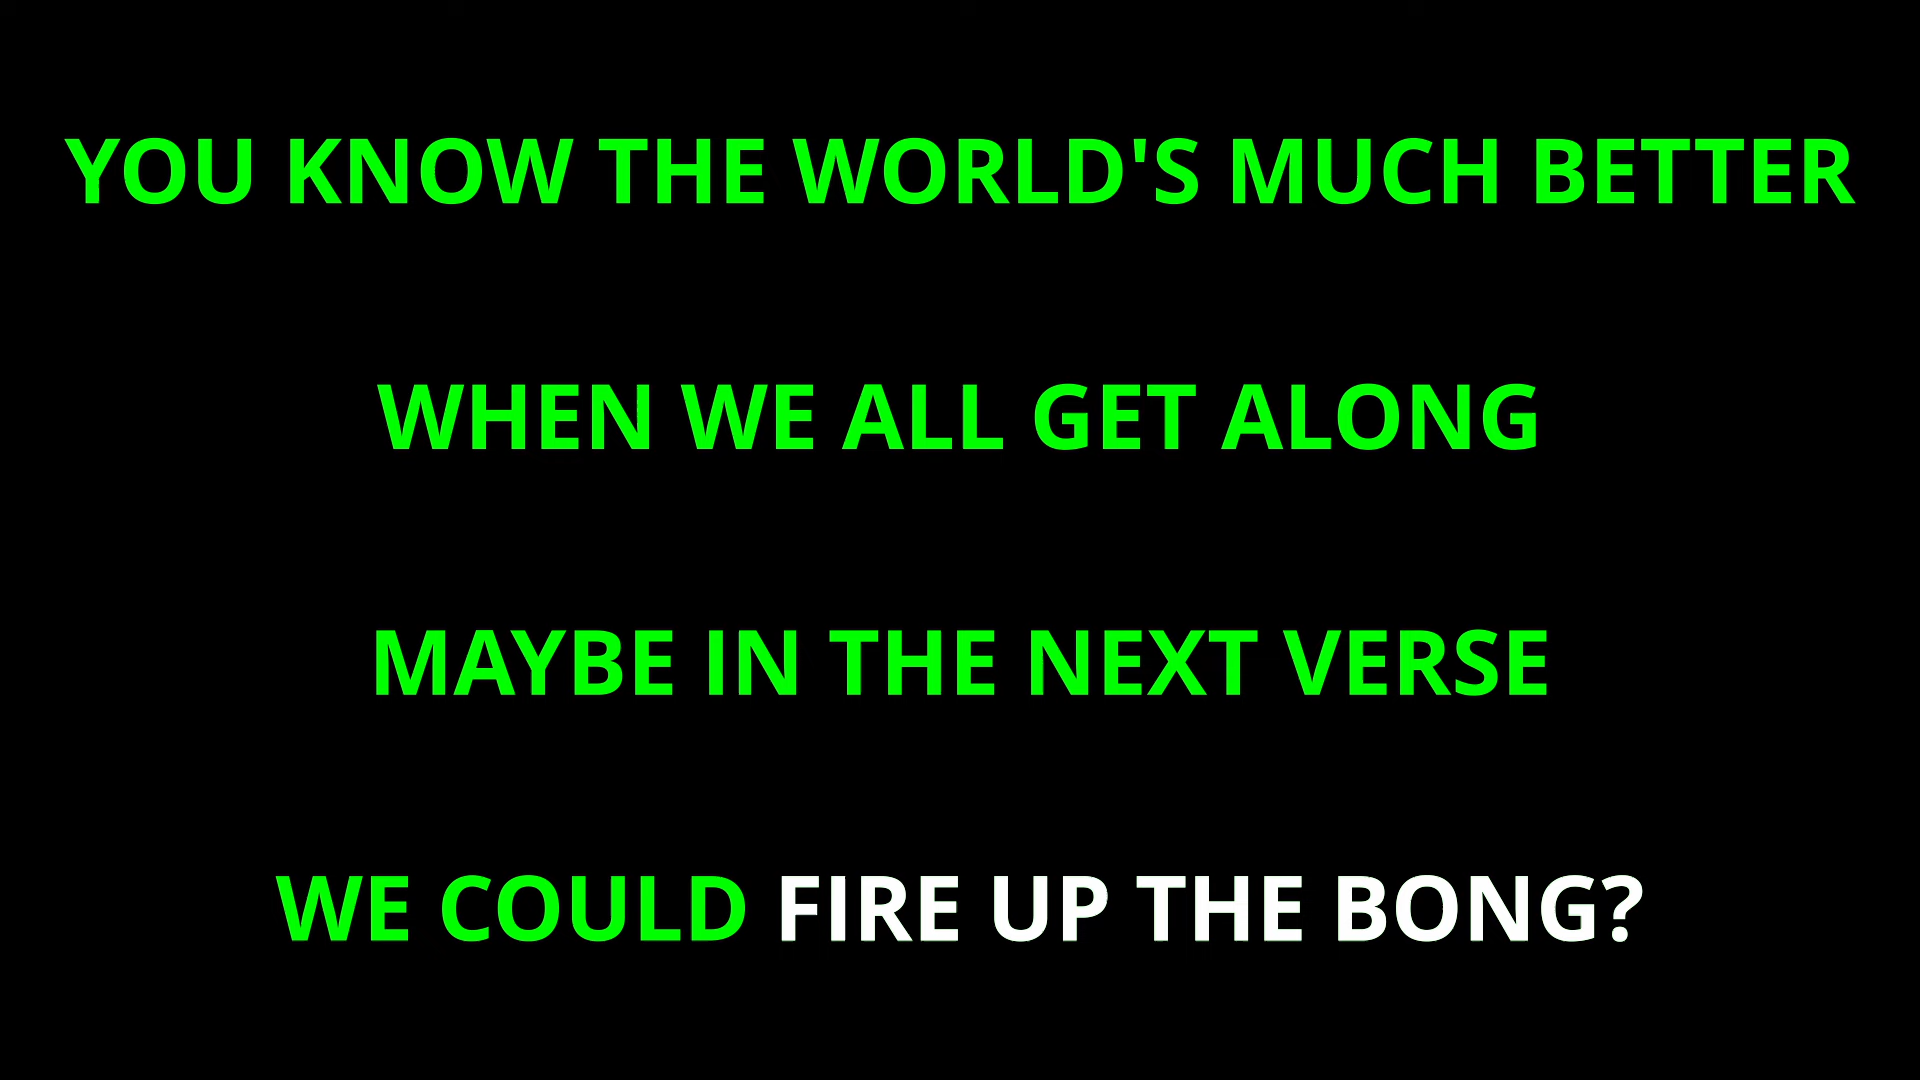 YOU KNOW THE WORLD'S MUCH BETTER
WHEN WE ALL GET ALONG
MAYBE IN THE NEXT VERSE
WE COULD FIRE UP THE BONG?